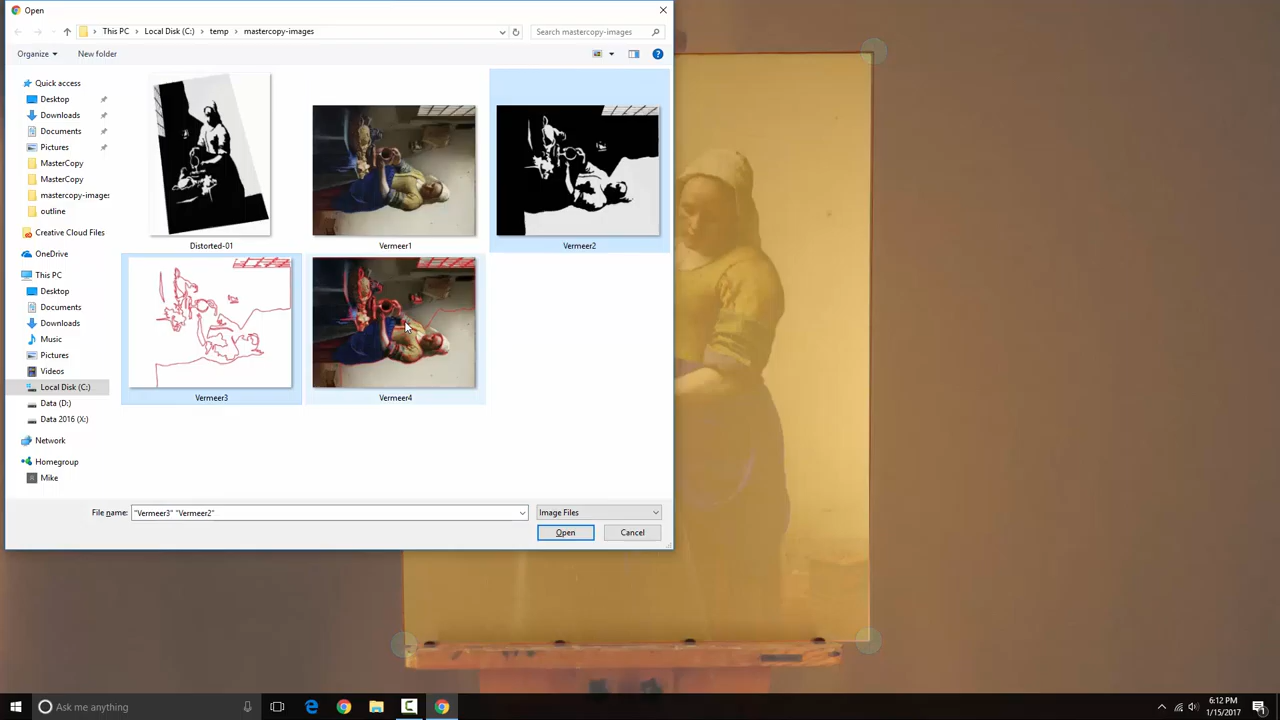 Open
This PC
Local Disk (C:)
temp
mastercopy-images
Search mastercopy-images
Organize
New folder
Quick access
Desktop
Downloads
Documents
Pictures
MasterCopy
MasterCopy
mastercopy-images
outline
Creative Cloud Files
OneDrive
This PC
Desktop
Documents
Downloads
Music
Pictures
Videos
Local Disk (C:)
Data (D:)
Data 2016 (X:)
Network
Homegroup
Mike
Distorted-01
Vermeer1
Vermeer2
Vermeer3
Vermeer4
File name:
"Vermeer3" "Vermeer2"
Image Files
Open
Cancel
Ask me anything
6:12 PM
1/15/2017
1